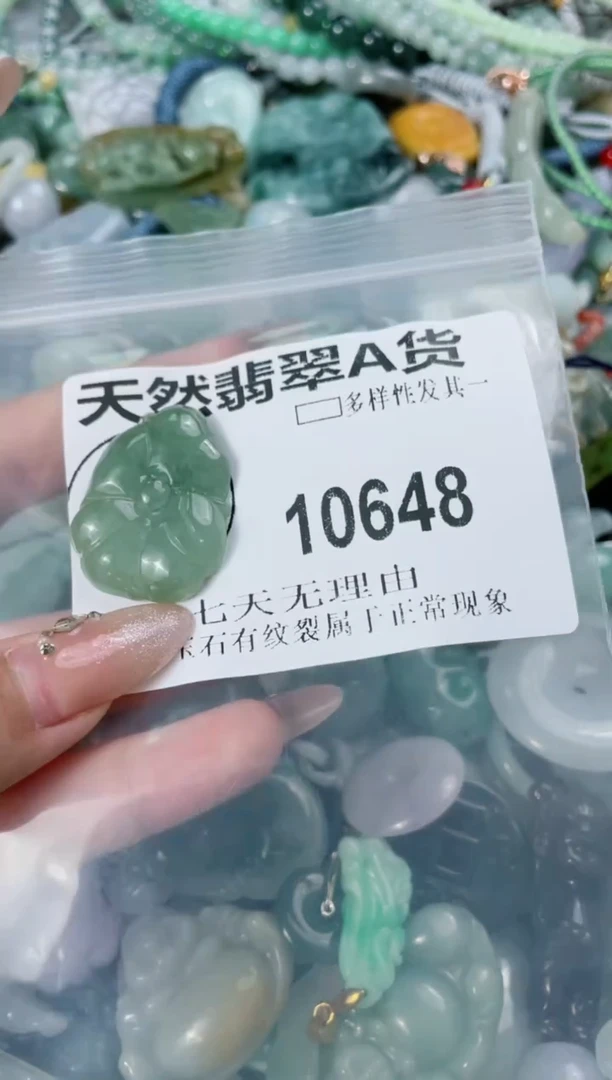 天然翡翠A货
多样性发其一
10648
七天无理由
石有纹裂属于正常现象